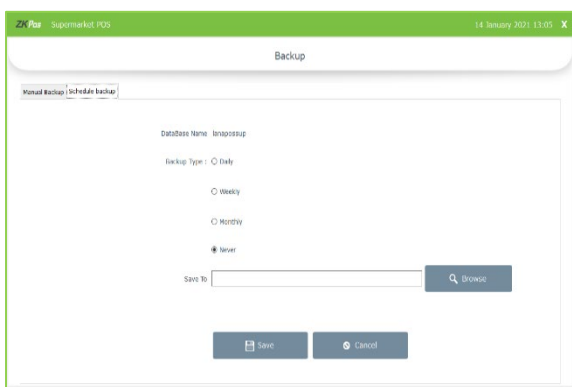 ZKPos Supermarket POS 14 January 2021 13:05 X
Backup
Manual Backup Schedule backup
DataBase Name lanapossup
Backup Type : Daily
Weekly
Monthly
Never
Save To Browse
Save Cancel